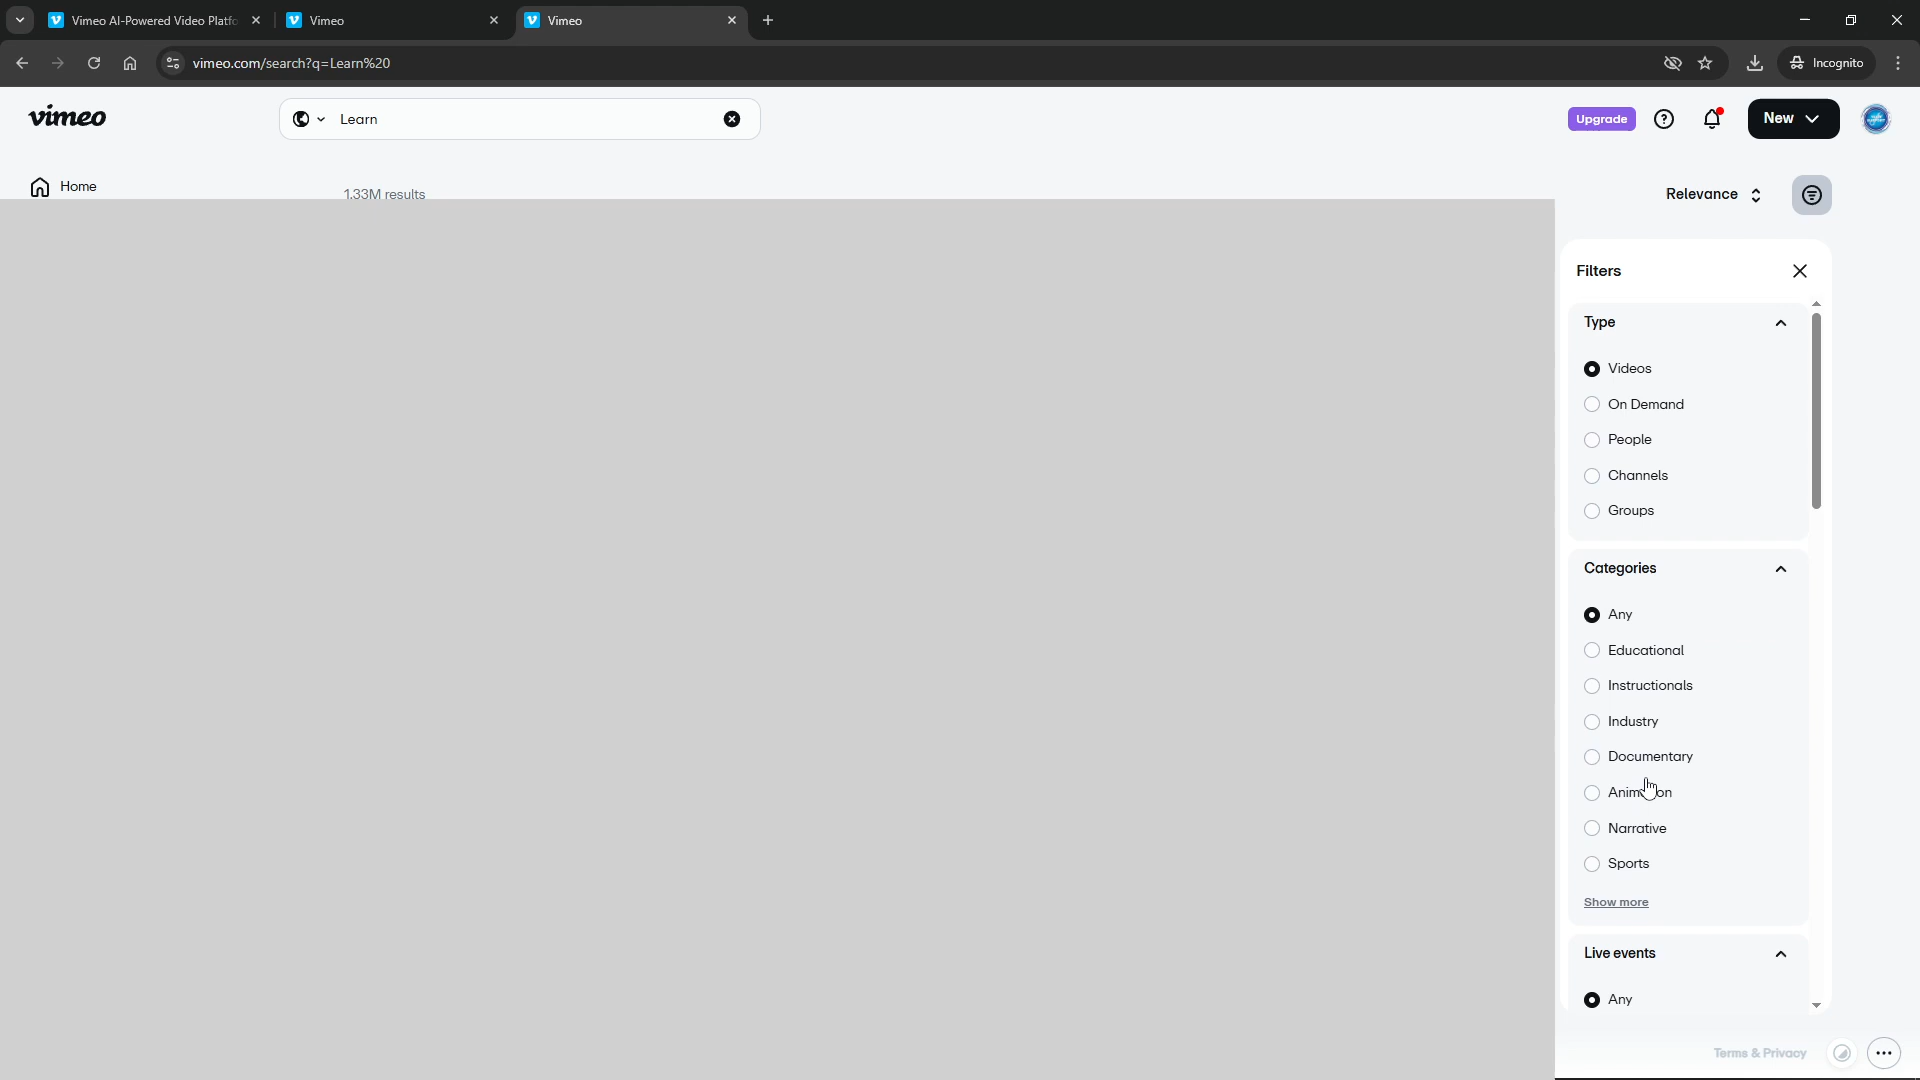 Vimeo AI-Powered Video Platfo
Vimeo
Vimeo
vimeo.com/search?q=Learn%20
Incognito
vimeo
Learn
Upgrade
New
Home
1.33M results
Relevance
Filters
Type
Videos
On Demand
People
Channels
Groups
Categories
Any
Educational
Instructionals
Industry
Documentary
Narrative
Sports
Show more
Live events
Any
Terms & Privacy